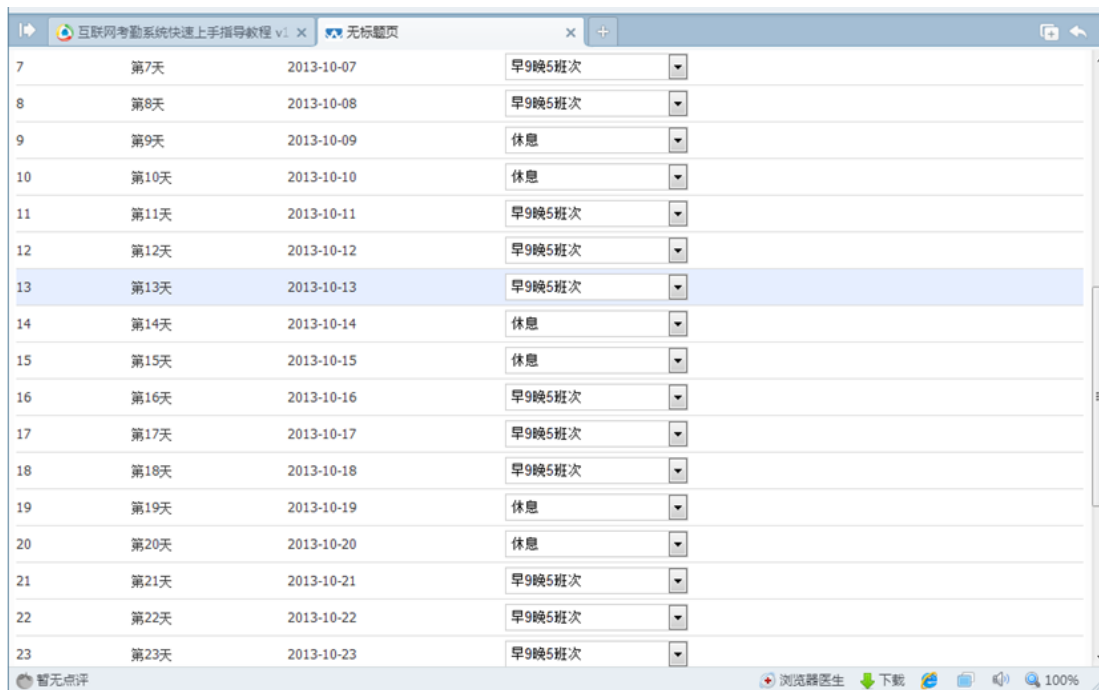 互联网考勤系统快速上手指导教程 v1 无标题页
7 第7天 2013-10-07 早9晚5班次
8 第8天 2013-10-08 早9晚5班次
9 第9天 2013-10-09 休息
10 第10天 2013-10-10 休息
11 第11天 2013-10-11 早9晚5班次
12 第12天 2013-10-12 早9晚5班次
13 第13天 2013-10-13 早9晚5班次
14 第14天 2013-10-14 休息
15 第15天 2013-10-15 休息
16 第16天 2013-10-16 早9晚5班次
17 第17天 2013-10-17 早9晚5班次
18 第18天 2013-10-18 早9晚5班次
19 第19天 2013-10-19 休息
20 第20天 2013-10-20 休息
21 第21天 2013-10-21 早9晚5班次
22 第22天 2013-10-22 早9晚5班次
23 第23天 2013-10-23 早9晚5班次
暂无点评 浏览器医生 下载 100%